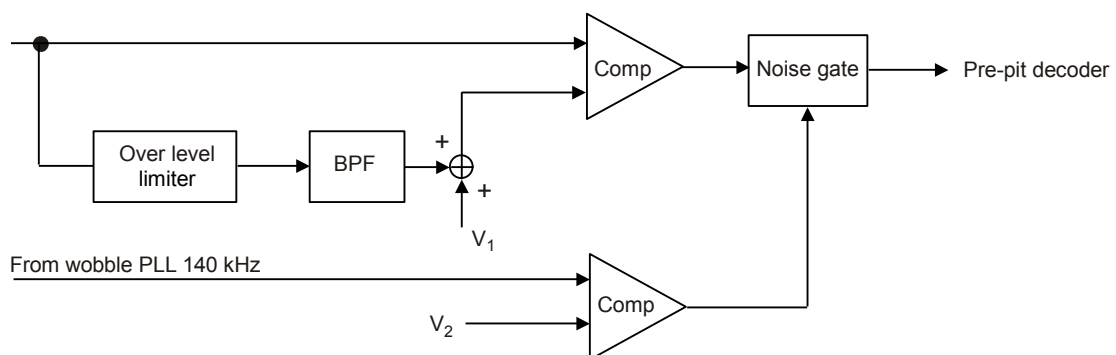 Comp
Noise gate
Pre-pit decoder
Over level
limiter
BPF
+
+
V1
From wobble PLL 140 kHz
Comp
V2